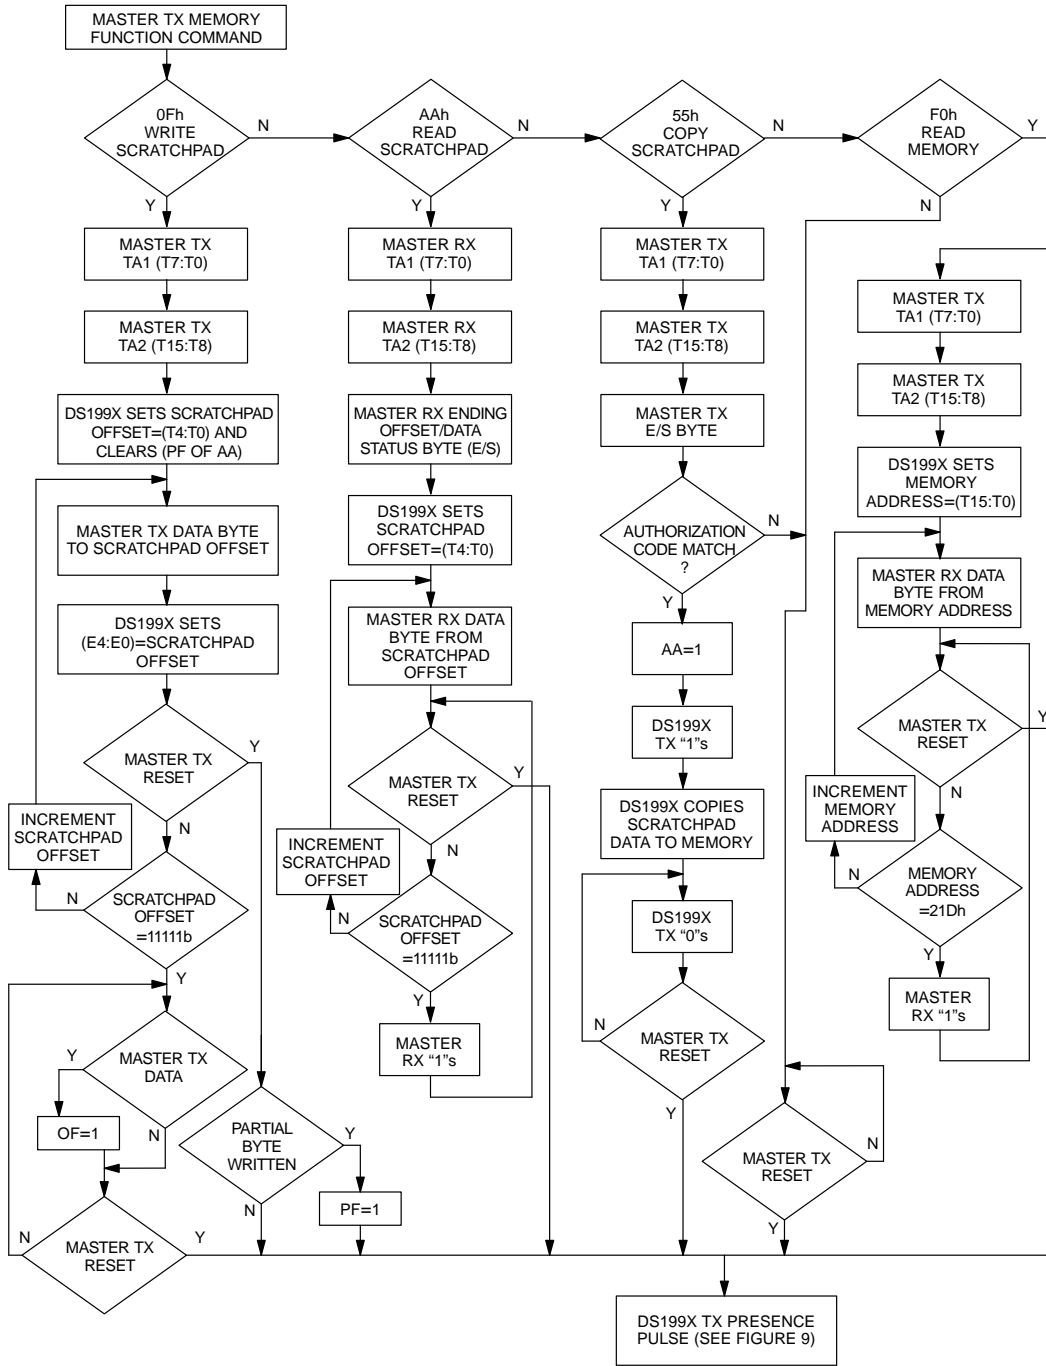 MASTER TX MEMORY
FUNCTION COMMAND
0Fh
WRITE
SCRATCHPAD
N
Y
AAh
READ
SCRATCHPAD
N
Y
55h
COPY
SCRATCHPAD
N
Y
F0h
READ
MEMORY
Y
N
MASTER TX
TA1 (T7:T0)
MASTER TX
TA2 (T15:T8)
DS199X SETS SCRATCHPAD
OFFSET=(T4:T0) AND
CLEARS (PF OF AA)
MASTER TX DATA BYTE
TO SCRATCHPAD OFFSET
DS199X SETS
(E4:E0)=SCRATCHPAD
OFFSET
MASTER TX
RESET
Y
N
INCREMENT
SCRATCHPAD
OFFSET
SCRATCHPAD
OFFSET
=11111b
N
Y
MASTER TX
DATA
Y
N
OF=1
MASTER TX
RESET
N
Y
PARTIAL
BYTE
WRITTEN
Y
N
PF=1
MASTER RX
TA1 (T7:T0)
MASTER RX
TA2 (T15:T8)
MASTER RX ENDING
OFFSET/DATA
STATUS BYTE (E/S)
DS199X SETS
SCRATCHPAD
OFFSET=(T4:T0)
MASTER RX DATA
BYTE FROM
SCRATCHPAD
OFFSET
MASTER TX
RESET
Y
N
INCREMENT
SCRATCHPAD
OFFSET
SCRATCHPAD
OFFSET
=11111b
N
Y
MASTER
RX “1”s
MASTER TX
TA1 (T7:T0)
MASTER TX
TA2 (T15:T8)
MASTER TX
E/S BYTE
AUTHORIZATION
CODE MATCH
?
N
Y
AA=1
DS199X
TX “1”s
DS199X COPIES
SCRATCHPAD
DATA TO MEMORY
DS199X
TX “0”s
MASTER TX
RESET
N
Y
MASTER TX
RESET
N
Y
MASTER TX
TA1 (T7:T0)
MASTER TX
TA2 (T15:T8)
DS199X SETS
MEMORY
ADDRESS=(T15:T0)
MASTER RX DATA
BYTE FROM
MEMORY ADDRESS
MASTER TX
RESET
Y
N
INCREMENT
MEMORY
ADDRESS
MEMORY
ADDRESS
=21Dh
N
Y
MASTER
RX “1”s
DS199X TX PRESENCE
PULSE (SEE FIGURE 9)